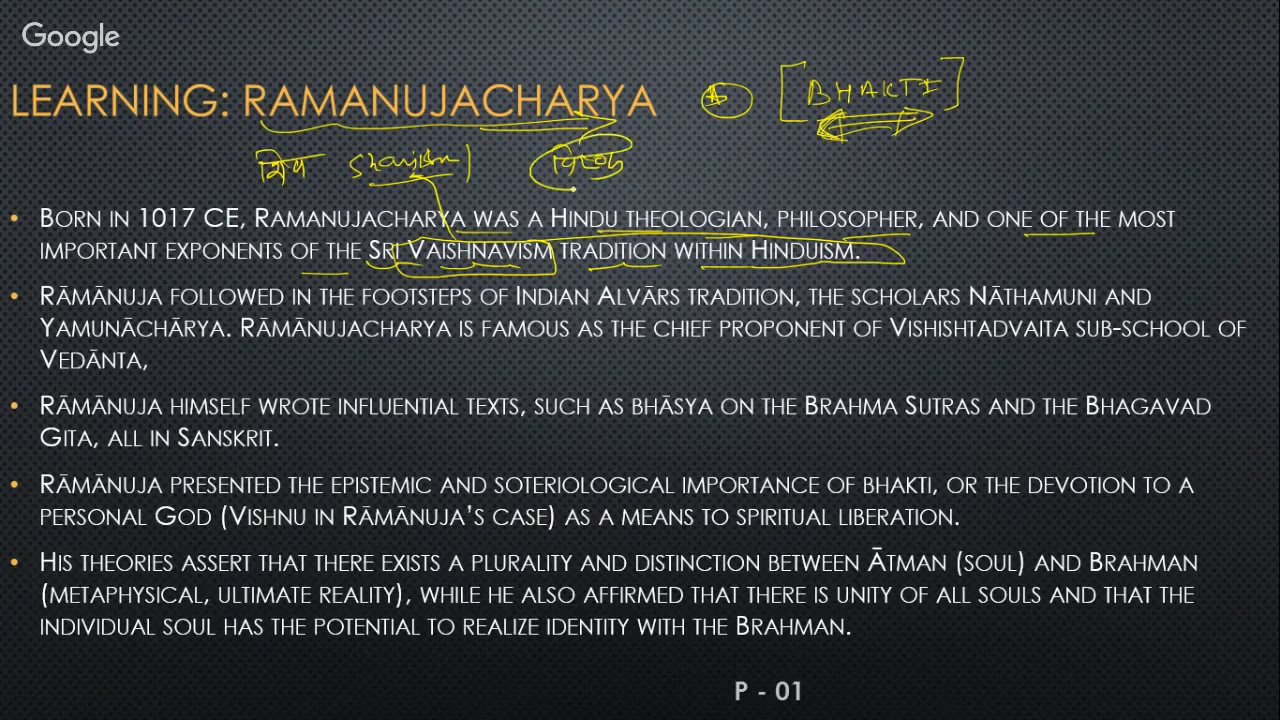 Google
LEARNING: RAMANUJACHARYA
BHAKTI
शिव Shaivism
विष्णु
• BORN IN 1017 CE, RAMANUJACHARYA WAS A HINDU THEOLOGIAN, PHILOSOPHER, AND ONE OF THE MOST
IMPORTANT EXPONENTS OF THE SRI VAISHNAVISM TRADITION WITHIN HINDUISM.
• RĀMĀNUJA FOLLOWED IN THE FOOTSTEPS OF INDIAN ALVĀRS TRADITION, THE SCHOLARS NĀTHAMUNI AND
YAMUNĀCHĀRYA. RĀMĀNUJACHARYA IS FAMOUS AS THE CHIEF PROPONENT OF VISHISHTADVAITA SUB-SCHOOL OF
VEDĀNTA,
• RĀMĀNUJA HIMSELF WROTE INFLUENTIAL TEXTS, SUCH AS BHĀSYA ON THE BRAHMA SUTRAS AND THE BHAGAVAD
GITA, ALL IN SANSKRIT.
• RĀMĀNUJA PRESENTED THE EPISTEMIC AND SOTERIOLOGICAL IMPORTANCE OF BHAKTI, OR THE DEVOTION TO A
PERSONAL GOD (VISHNU IN RĀMĀNUJA'S CASE) AS A MEANS TO SPIRITUAL LIBERATION.
• HIS THEORIES ASSERT THAT THERE EXISTS A PLURALITY AND DISTINCTION BETWEEN ĀTMAN (SOUL) AND BRAHMAN
(METAPHYSICAL, ULTIMATE REALITY), WHILE HE ALSO AFFIRMED THAT THERE IS UNITY OF ALL SOULS AND THAT THE
INDIVIDUAL SOUL HAS THE POTENTIAL TO REALIZE IDENTITY WITH THE BRAHMAN.
P - 01